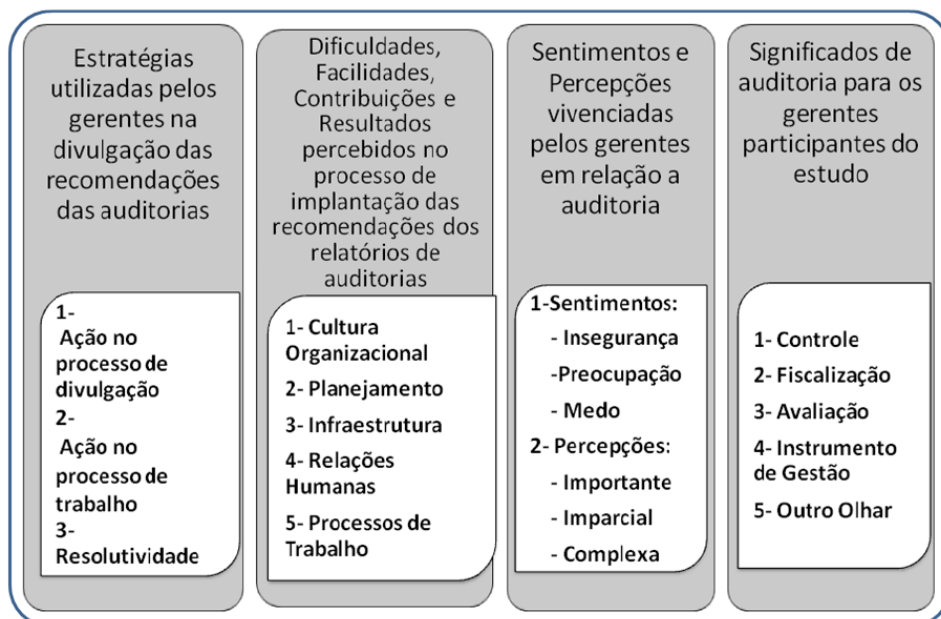 Estratégias
utilizadas pelos
gerentes na
divulgação das
recomendações
das auditorias
1-
Ação no
processo de
divulgação
2-
Ação no
processo de
trabalho
3-
Resolutividade
Dificuldades,
Facilidades,
Contribuições e
Resultados
percebidos no
processo de
implantação das
recomendações dos
relatórios de
auditorias
1- Cultura
Organizacional
2- Planejamento
3- Infraestrutura
4- Relações
Humanas
5- Processos de
Trabalho
Sentimentos e
Percepções
vivenciadas
pelos gerentes
em relação a
auditoria
1-Sentimentos:
- Insegurança
-Preocupação
- Medo
2- Percepções:
- Importante
- Imparcial
- Complexa
Significados de
auditoria para os
gerentes
participantes do
estudo
1- Controle
2- Fiscalização
3- Avaliação
4- Instrumento
de Gestão
5- Outro Olhar